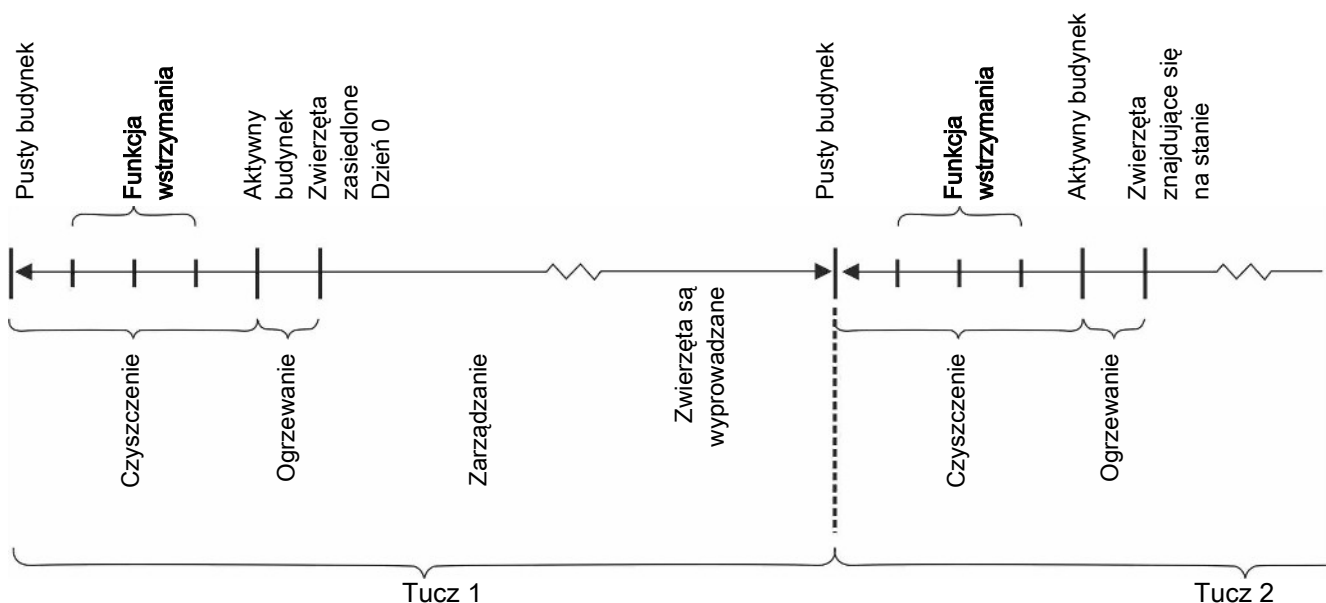 Pusty budynek
Funkcja
wstrzymania
Aktywny
budynek
Zwierzęta
zasiedlone
Dzień 0
Pusty budynek
Funkcja
wstrzymania
Aktywny budynek
Zwierzęta
znajdujące się
na stanie
Czyszczenie
Ogrzewanie
Zarządzanie
Zwierzęta są
wyprowadzane
Czyszczenie
Ogrzewanie
Tucz 1
Tucz 2